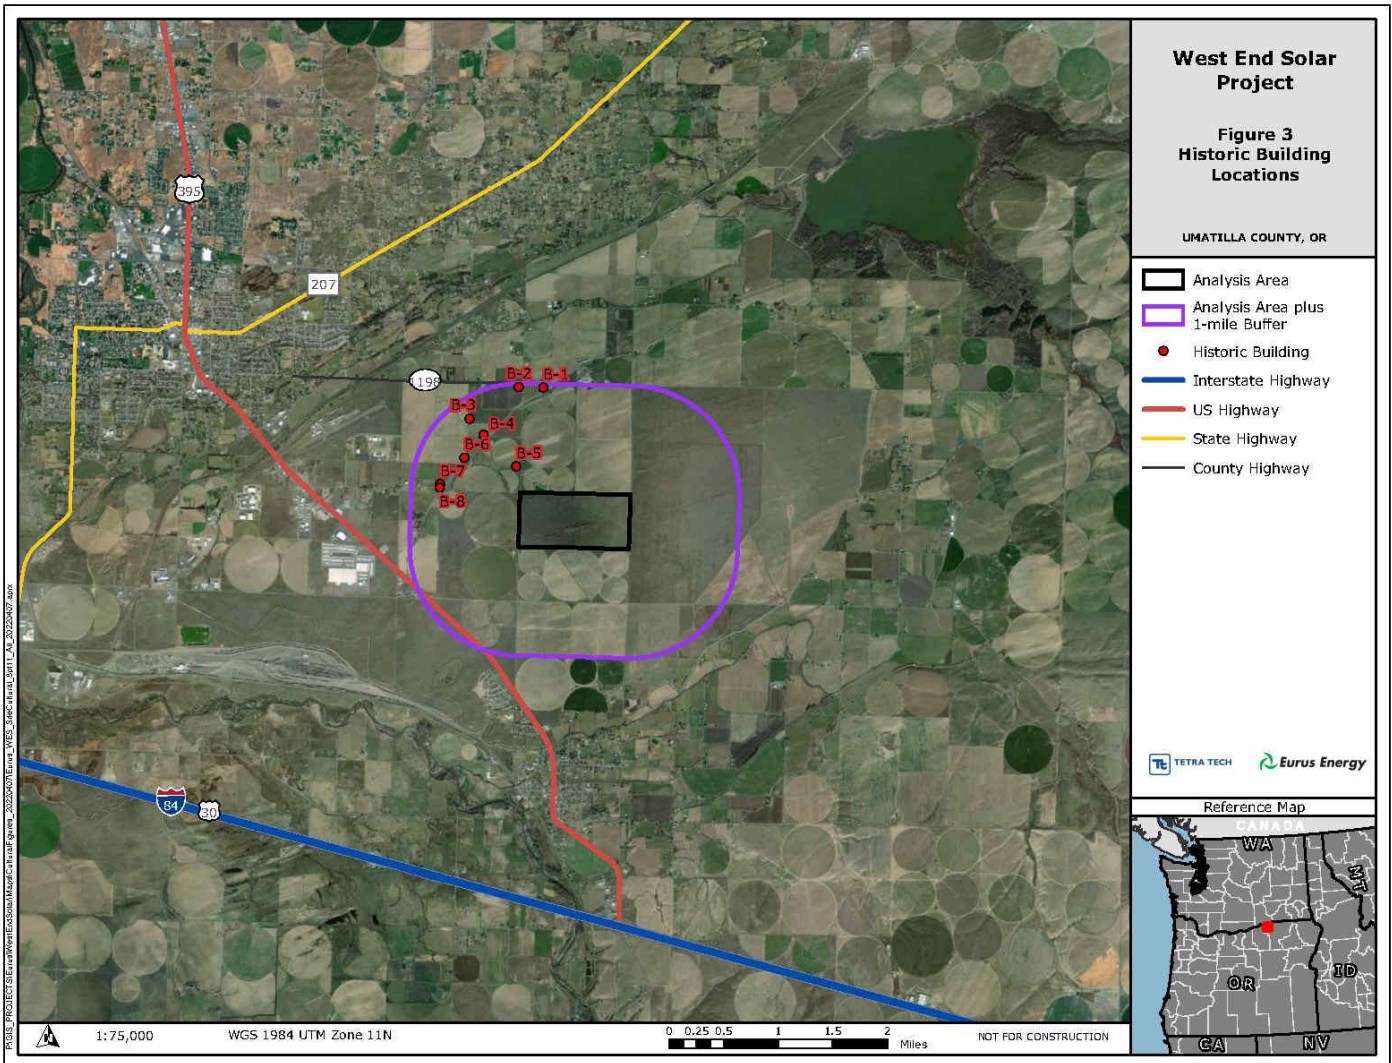 West End Solar
Project
Figure 3
Historic Building
Locations
UMATILLA COUNTY, OR
Analysis Area
Analysis Area plus
1-mile Buffer
Historic Building
Interstate Highway
US Highway
State Highway
County Highway
TETRA TECH
Eurus Energy
Reference Map
CANADA
WA
MT
OR
ID
CA
NV
395
207
1198
B-2
B-1
B-3
B-4
B-6
B-5
B-7
B-8
84
30
N
1:75,000
WGS 1984 UTM Zone 11N
0 0.25 0.5 1 1.5 2
Miles
NOT FOR CONSTRUCTION